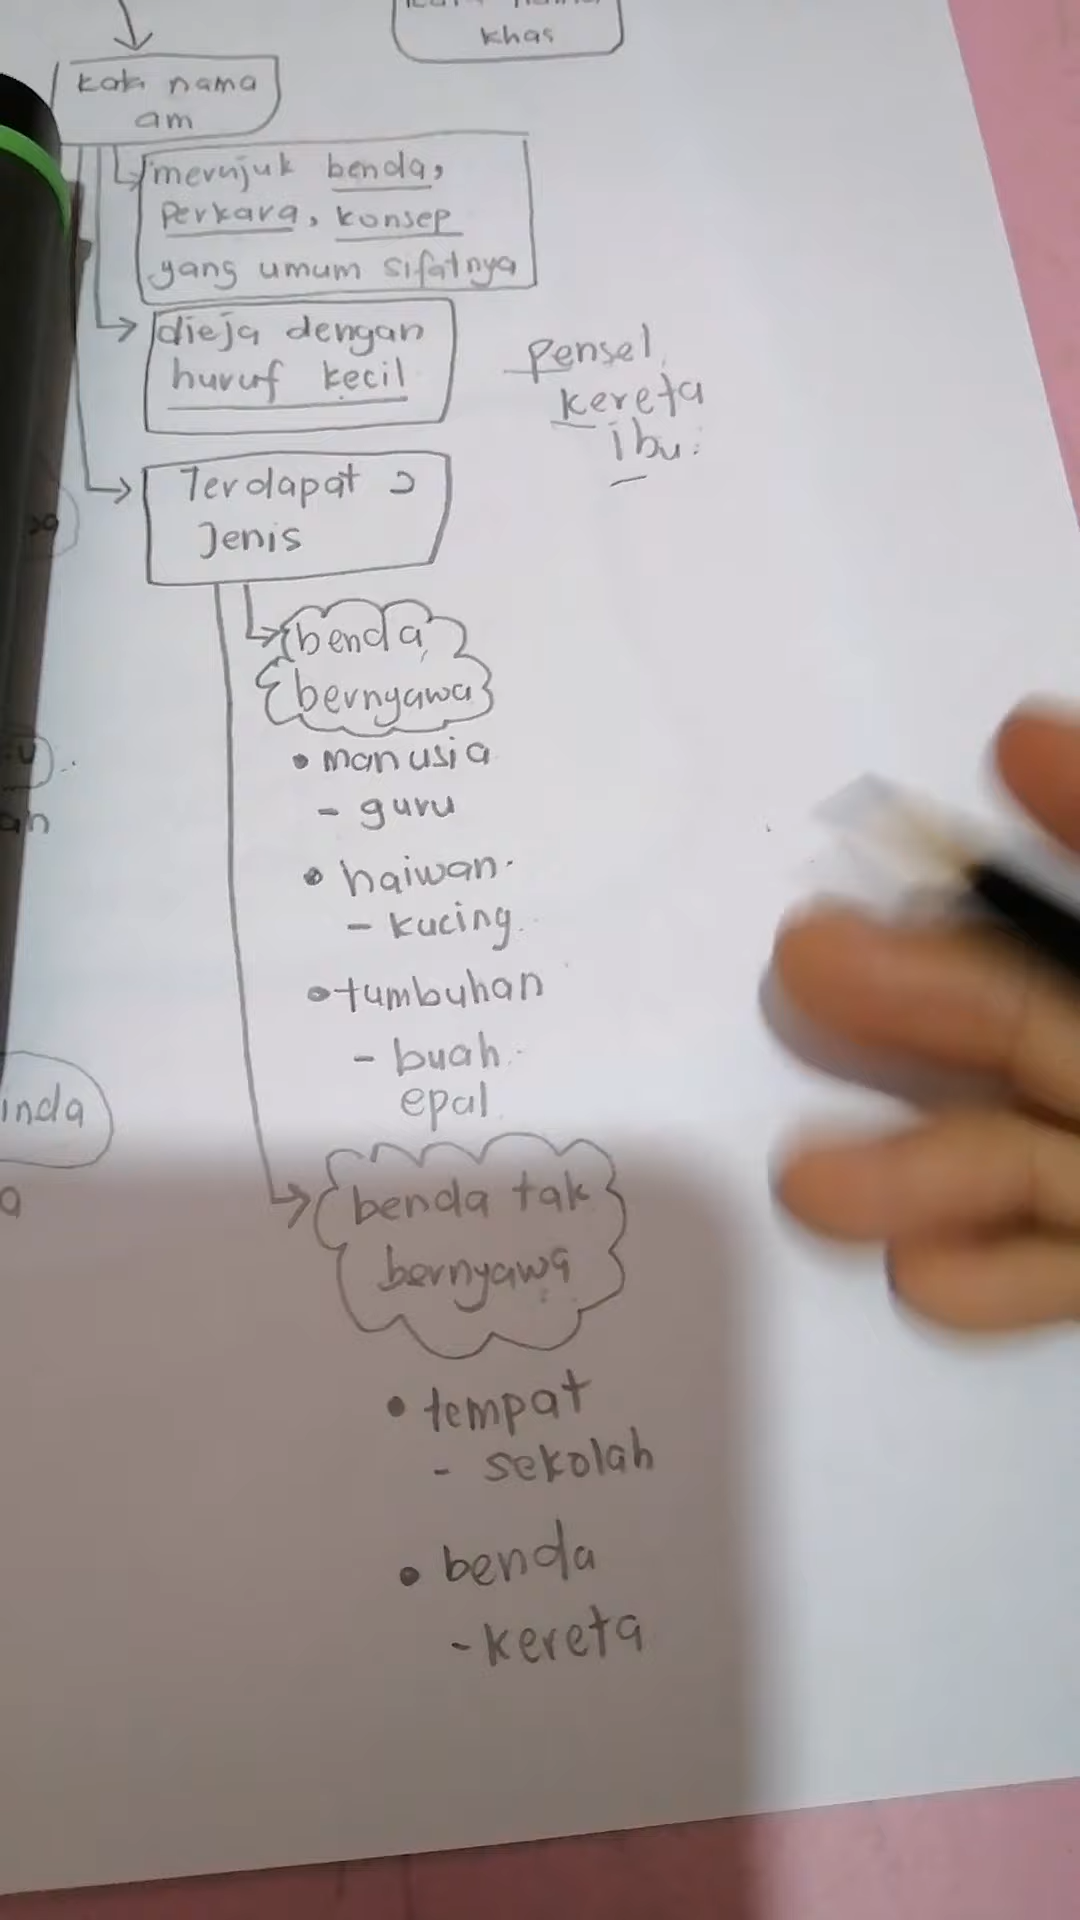 khas
kata nama
am
merujuk benda,
perkara, konsep
yang umum sifatnya
dieja dengan
huruf kecil
pensel
kereta
ibu
Terdapat 2
Jenis
benda
bernyawa
• manusia
- guru
• haiwan
- kucing
• tumbuhan
- buah
epal
inda
a
benda tak
bernyawa
• tempat
- sekolah
• benda
- kereta